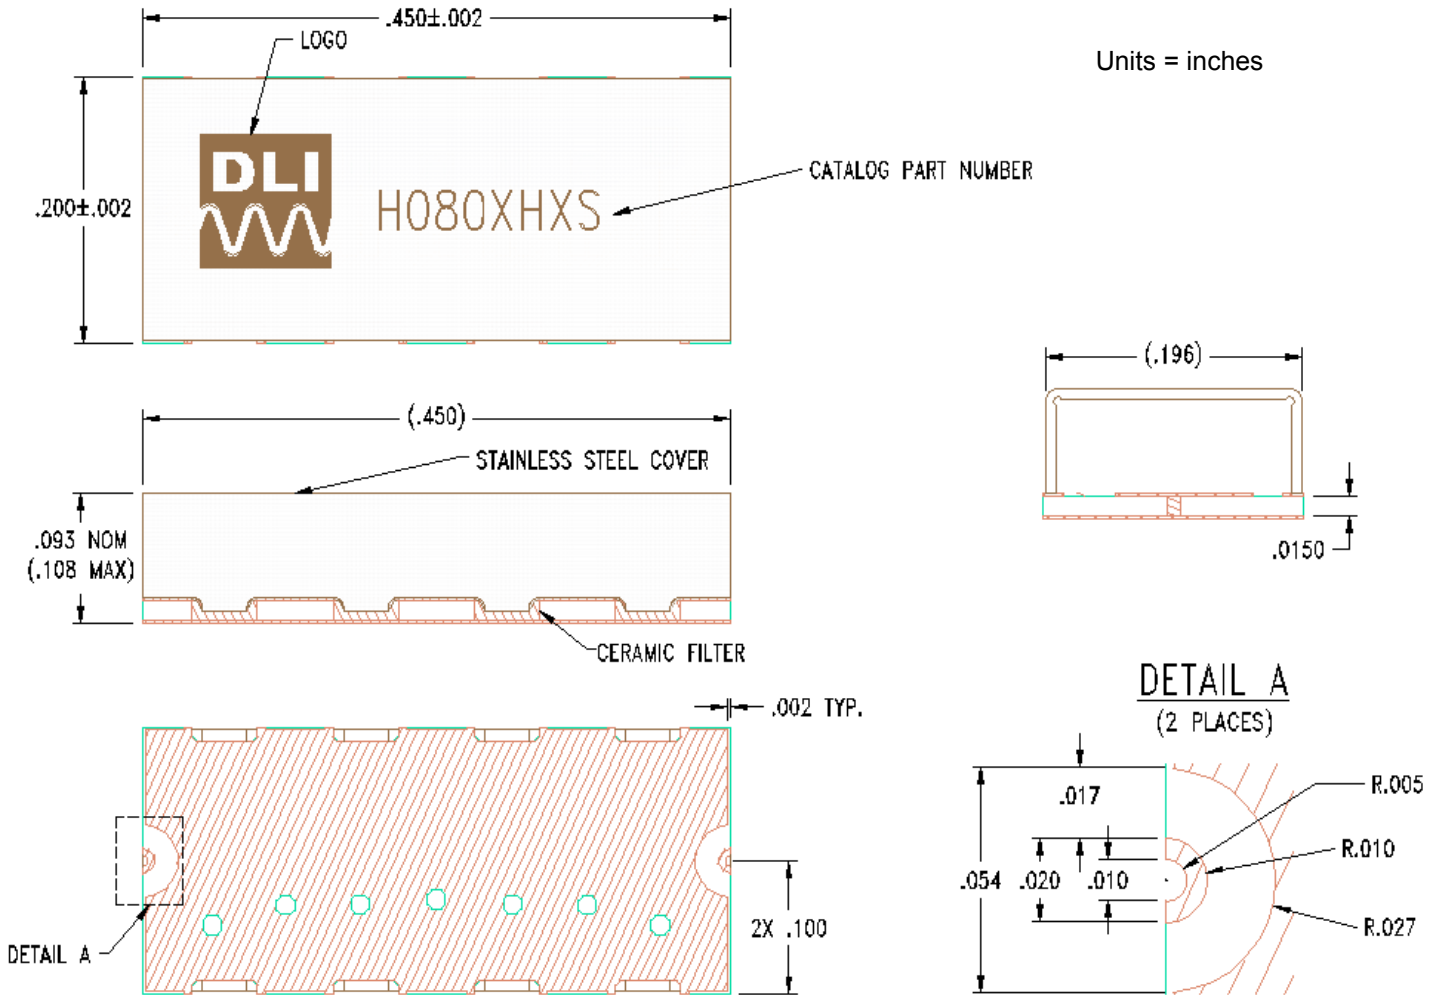 .450±.002
LOGO
Units = inches
DLI
H080XHXS
CATALOG PART NUMBER
.200±.002
(.196)
(.450)
STAINLESS STEEL COVER
.093 NOM
(.108 MAX)
.0150
CERAMIC FILTER
DETAIL A
(2 PLACES)
.002 TYP.
.017
R.005
R.010
.054
.020
.010
R.027
2X .100
DETAIL A